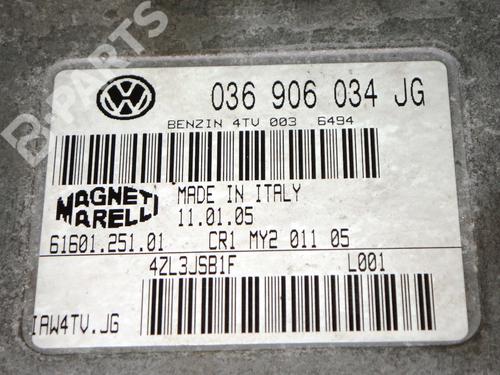 B-PARTS
036 906 034 JG
BENZIN 4TV 003 6494
MAGNETI MARELLI
MADE IN ITALY
11.01.05
61601.251.01 CR1 MY2 011 05
4ZL3JSB1F L001
IAW4TV.JG